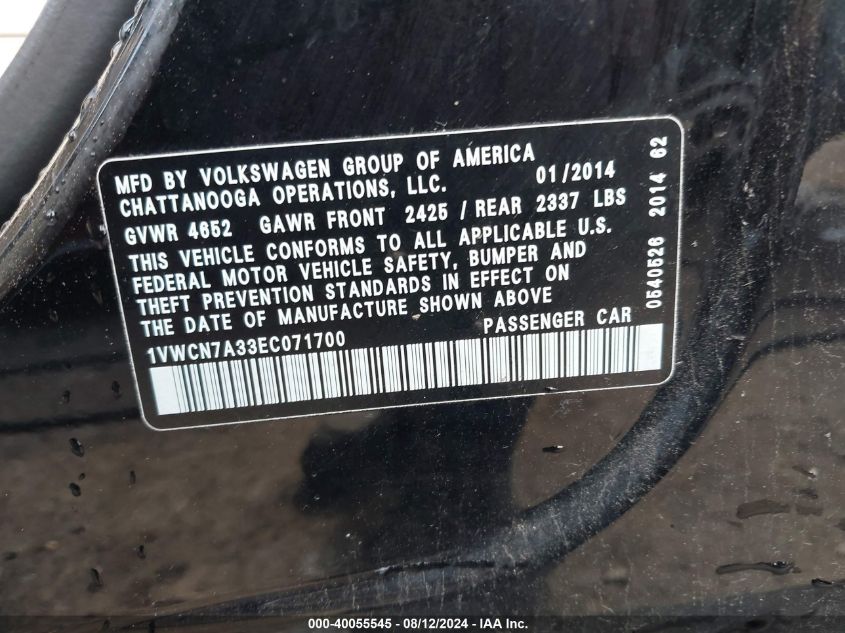 MFD BY VOLKSWAGEN GROUP OF AMERICA
CHATTANOOGA OPERATIONS, LLC. 01/2014
GVWR 4652 GAWR FRONT 2425 / REAR 2337 LBS
THIS VEHICLE CONFORMS TO ALL APPLICABLE U.S.
FEDERAL MOTOR VEHICLE SAFETY, BUMPER AND
THEFT PREVENTION STANDARDS IN EFFECT ON
THE DATE OF MANUFACTURE SHOWN ABOVE
1VWCN7A33EC071700 PASSENGER CAR
0540526 2014 62
000-40055545 - 08/12/2024 - IAA Inc.